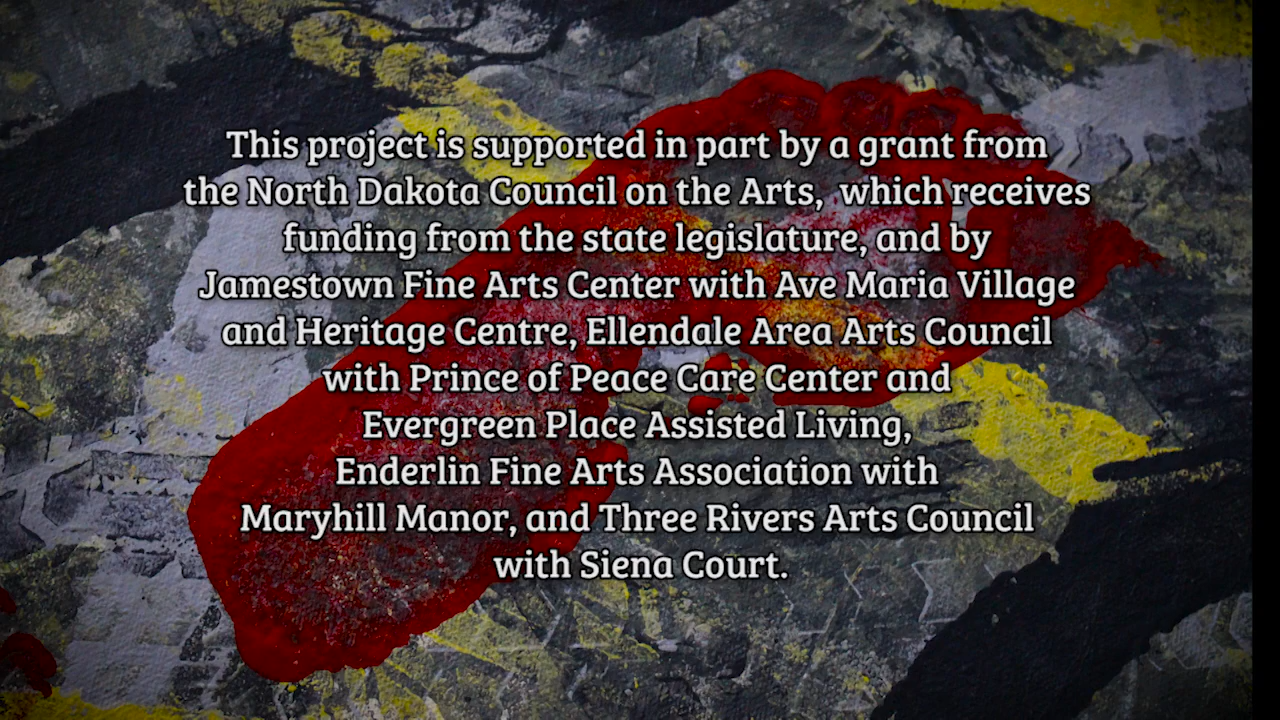 This project is supported in part by a grant from
the North Dakota Council on the Arts, which receives
funding from the state legislature, and by
Jamestown Fine Arts Center with Ave Maria Village
and Heritage Centre, Ellendale Area Arts Council
with Prince of Peace Care Center and
Evergreen Place Assisted Living,
Enderlin Fine Arts Association with
Maryhill Manor, and Three Rivers Arts Council
with Siena Court.